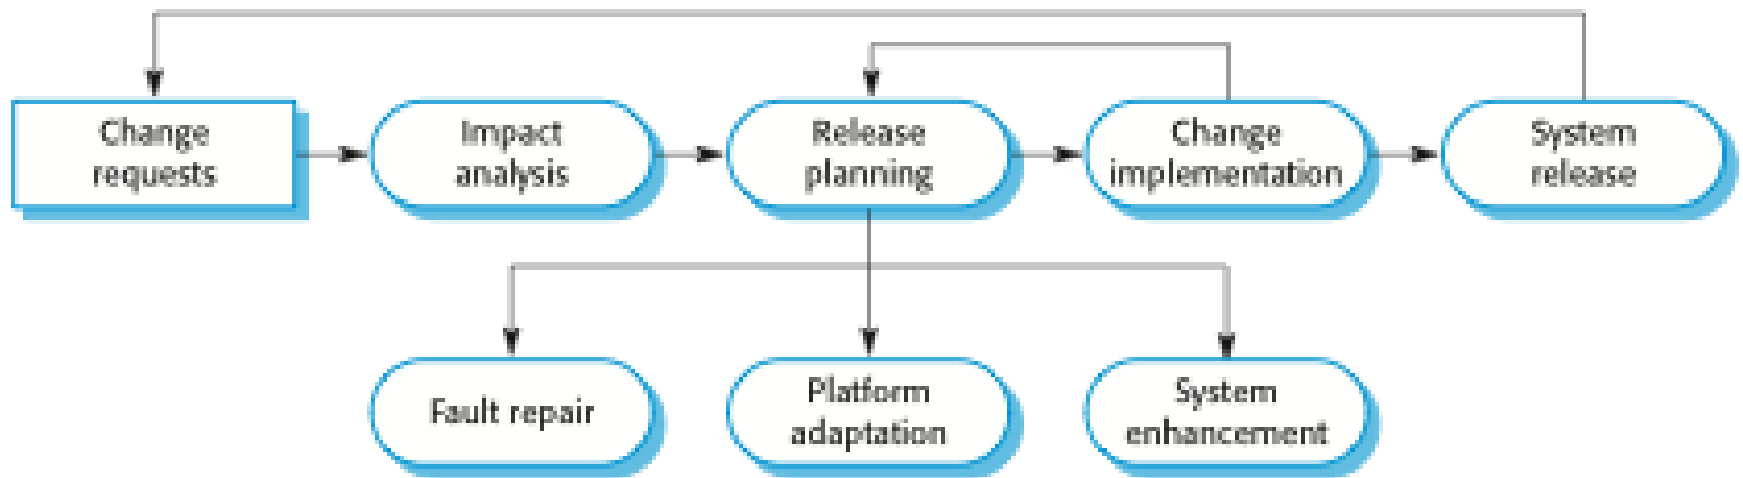 Change
requests
Impact
analysis
Release
planning
Change
implementation
System
release
Fault repair
Platform
adaptation
System
enhancement